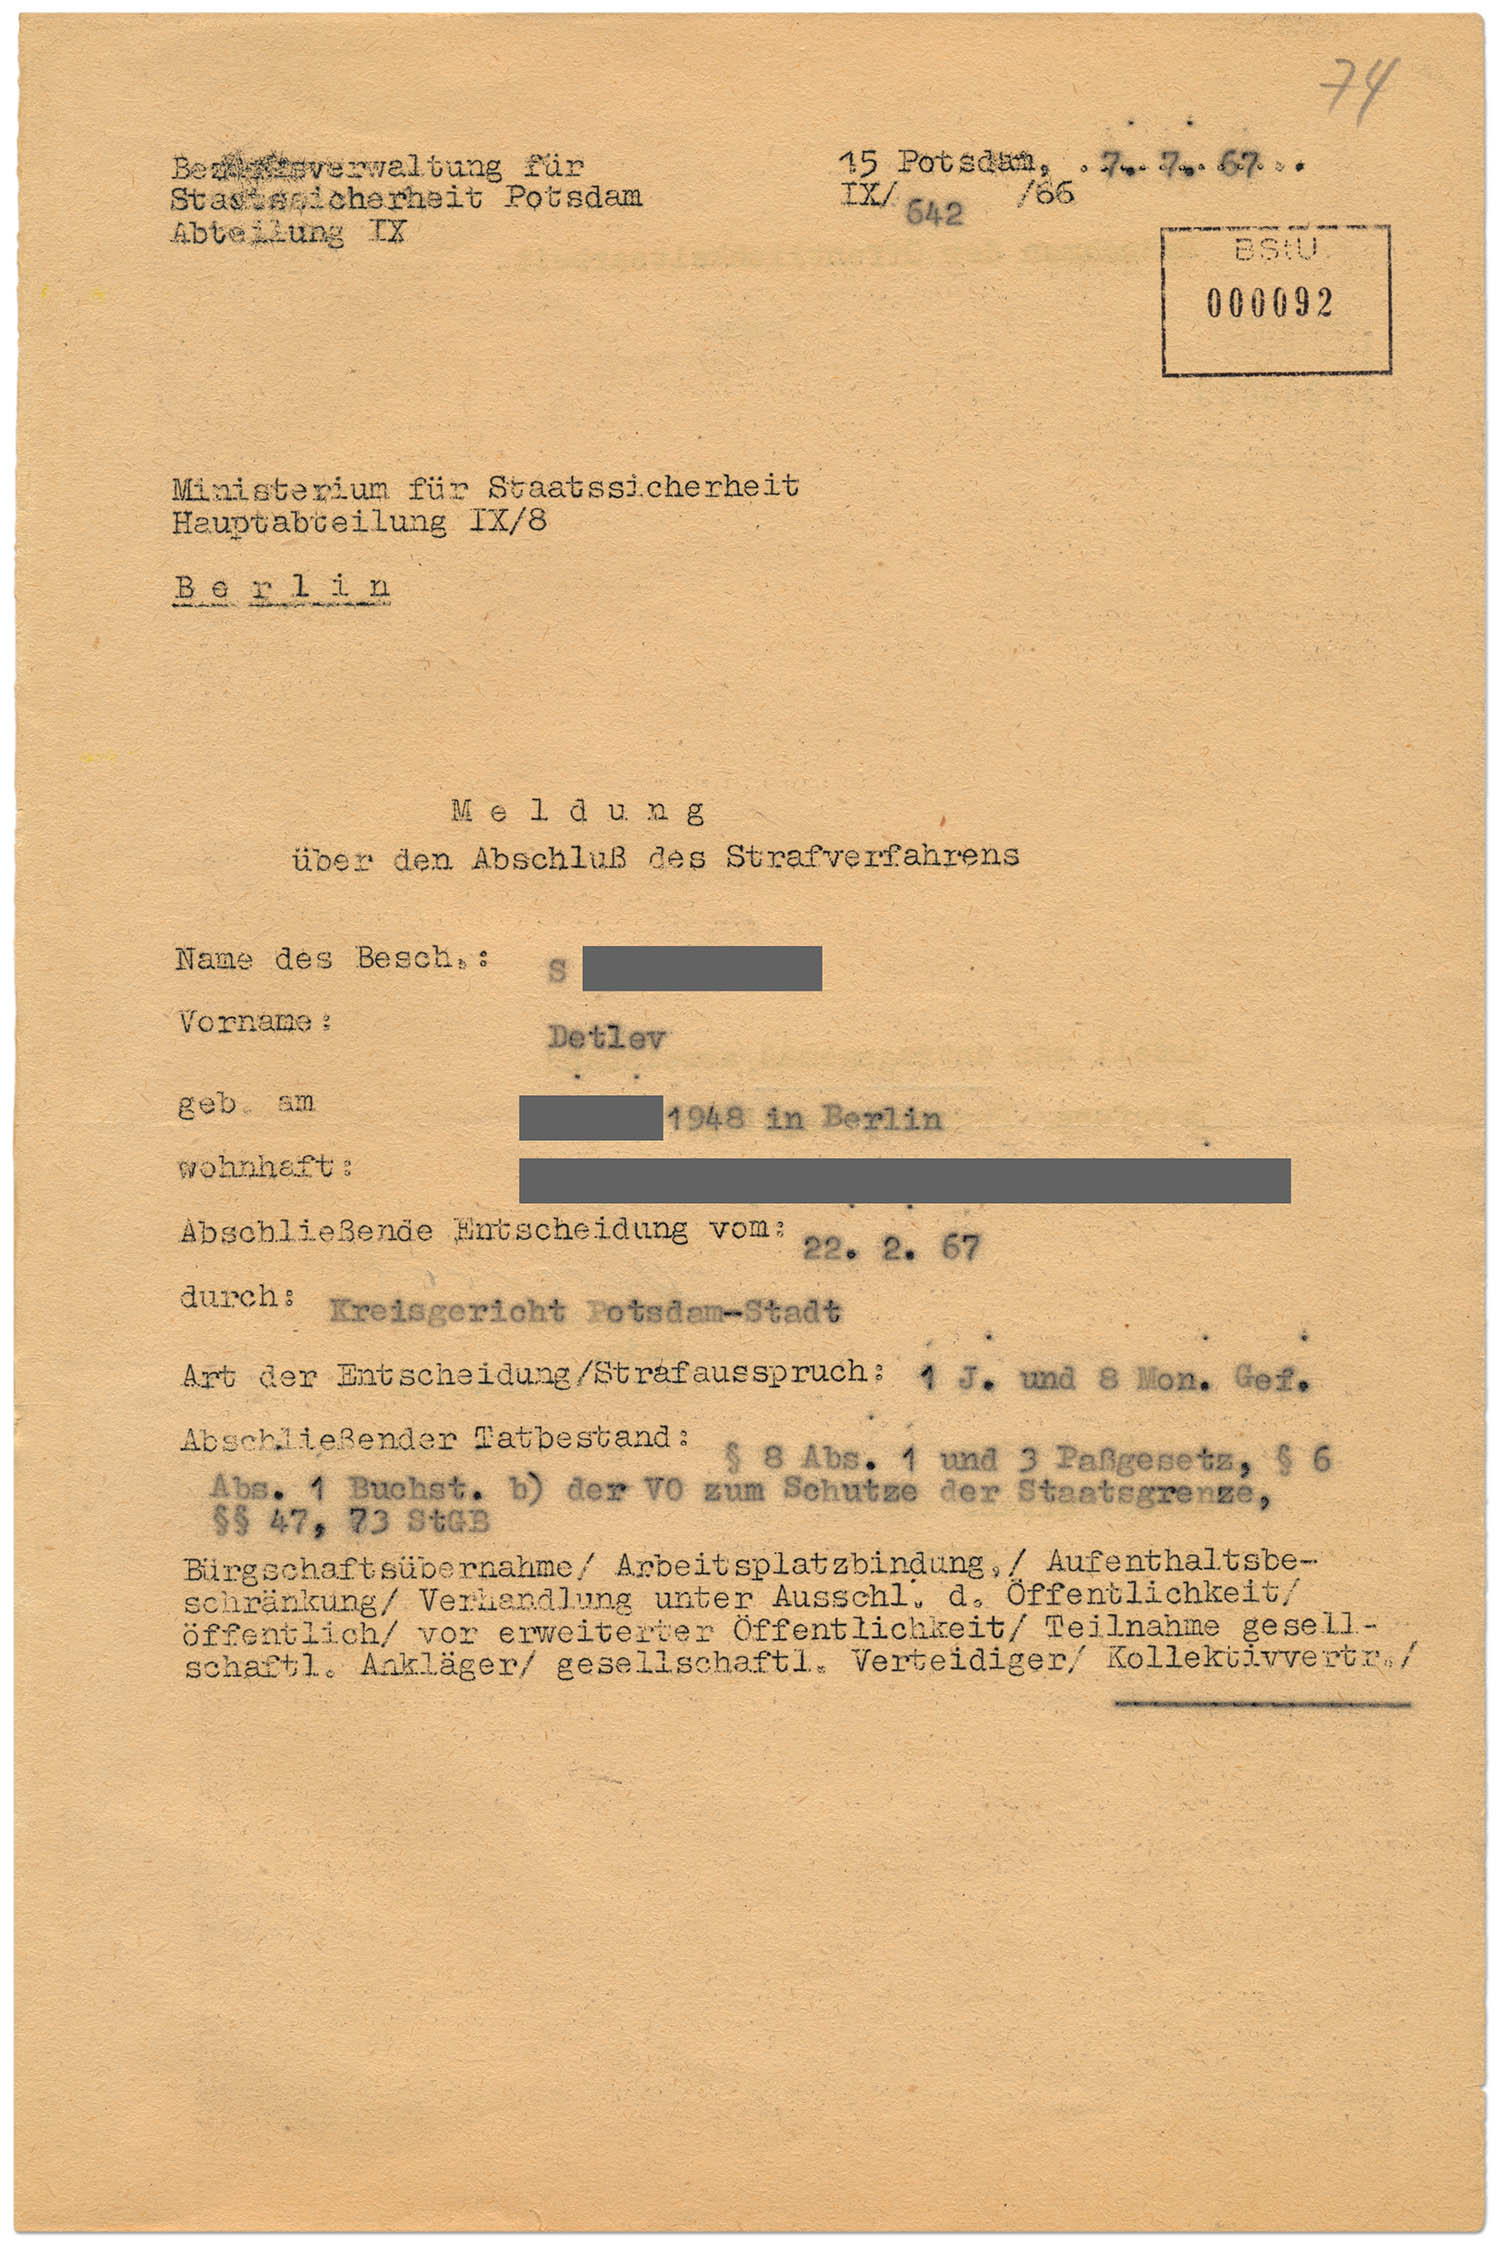 74
Bezirksverwaltung für
Staatssicherheit Potsdam
Abteilung IX
15 Potsdam, . 7. 7. 67 . .
IX/ 642 /66
BStU
000092
Ministerium für Staatssicherheit
Hauptabteilung IX/8
B e r l i n
M e l d u n g
über den Abschluß des Strafverfahrens
Name des Besch.: S
Vorname: Detlev
geb. am 1948 in Berlin
wohnhaft:
Abschließende Entscheidung vom: 22. 2. 67
durch: Kreisgericht Potsdam-Stadt
Art der Entscheidung/Strafausspruch: 1 J. und 8 Mon. Gef.
Abschließender Tatbestand: § 8 Abs. 1 und 3 Paßgesetz, § 6
Abs. 1 Buchst. b) der VO zum Schutze der Staatsgrenze,
§§ 47, 73 StGB
Bürgschaftsübernahme/ Arbeitsplatzbindung,/ Aufenthaltsbe-
schränkung/ Verhandlung unter Ausschl. d. Öffentlichkeit/
öffentlich/ vor erweiterter Öffentlichkeit/ Teilnahme gesell-
schaftl. Ankläger/ gesellschaftl. Verteidiger/ Kollektivvertr./